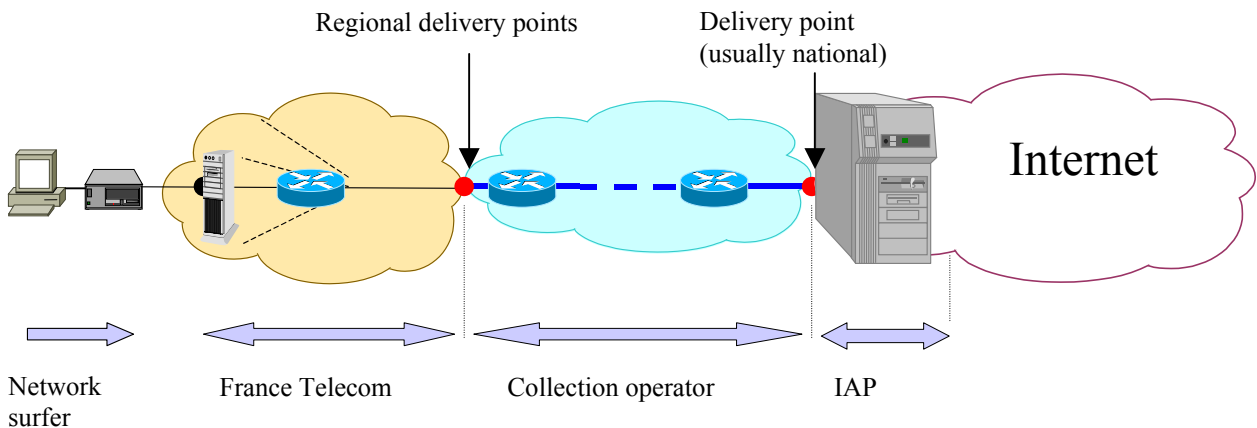 Regional delivery points
Delivery point
(usually national)
Internet
Network
surfer
France Telecom
Collection operator
IAP